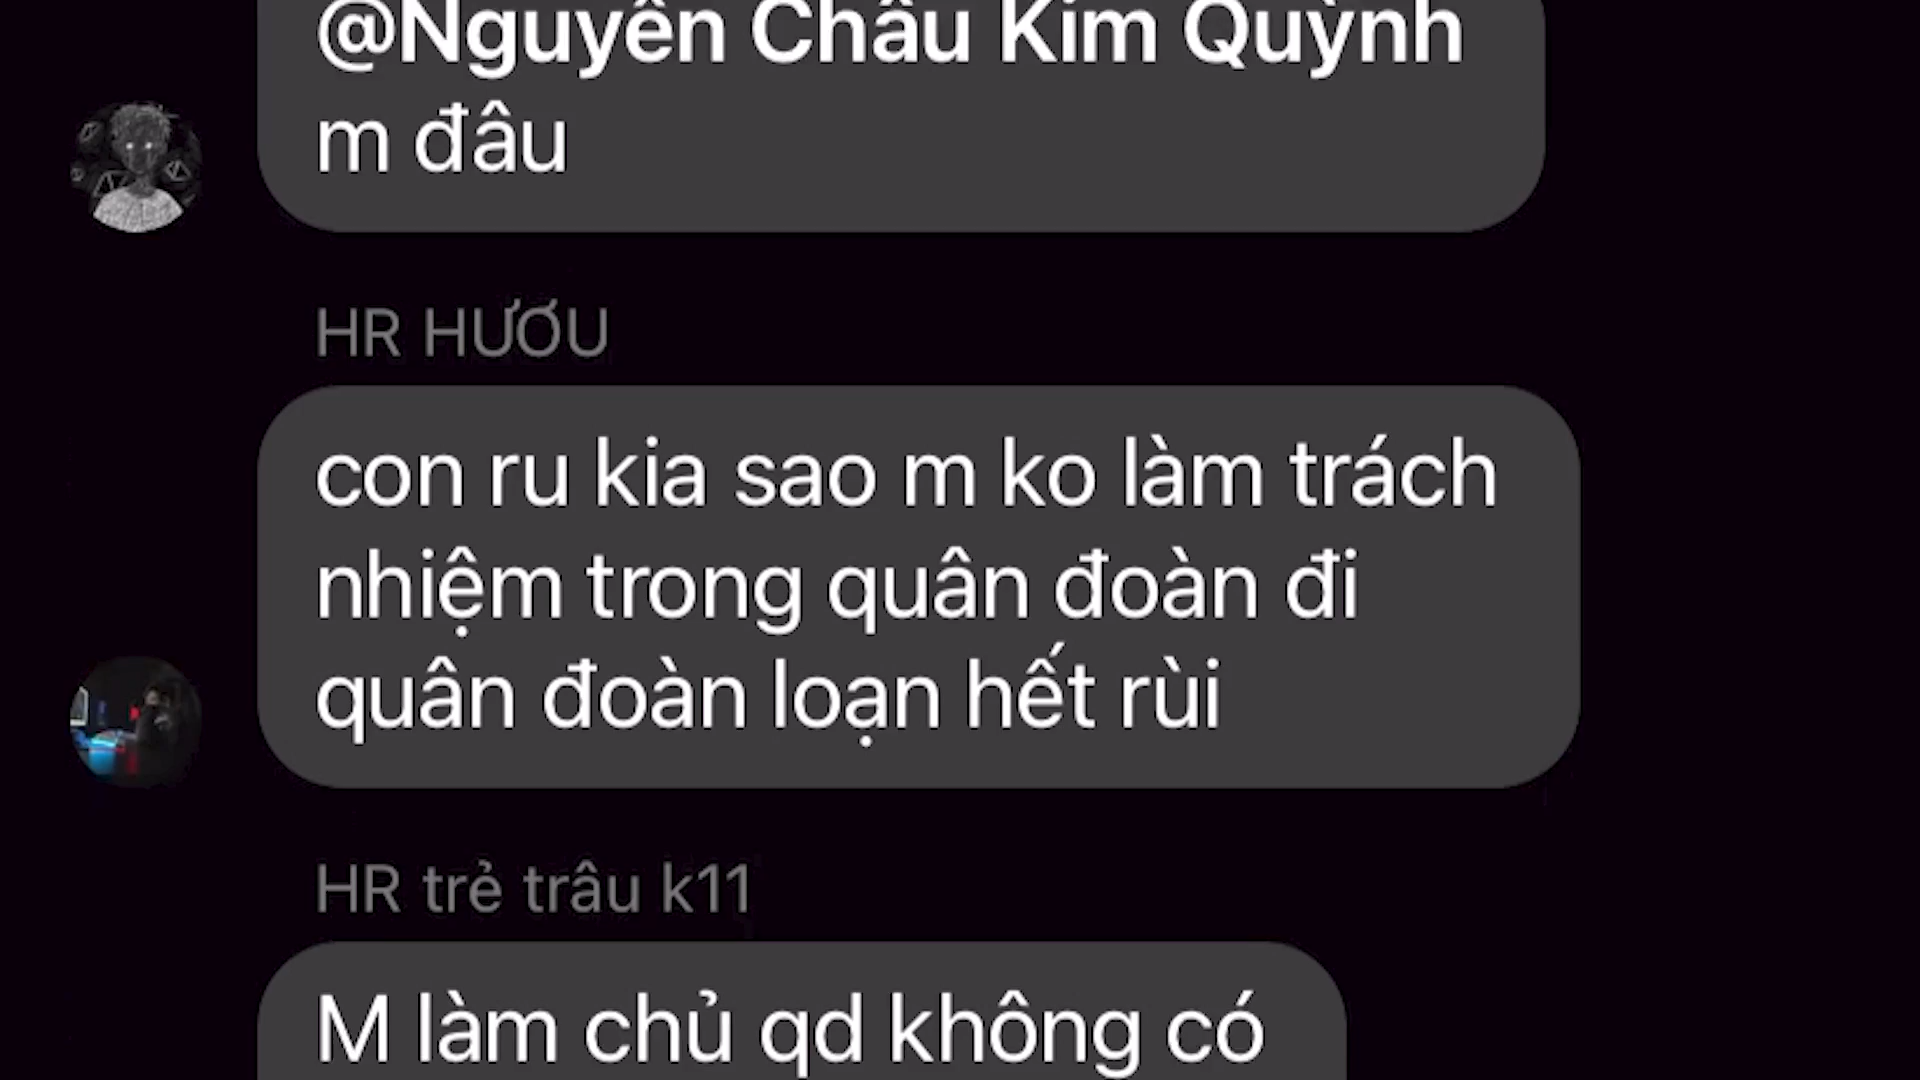 @Nguyễn Châu Kim Quỳnh
m đâu
HR HƯƠU
con ru kia sao m ko làm trách
nhiệm trong quân đoàn đi
quân đoàn loạn hết rùi
HR trẻ trâu k11
M làm chủ qd không có